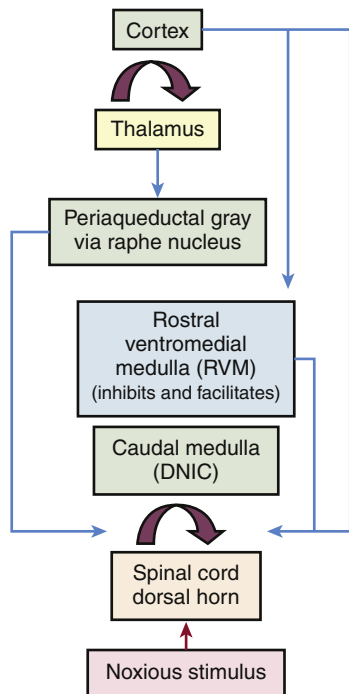 Cortex
Thalamus
Periaqueductal gray
via raphe nucleus
Rostral
ventromedial
medulla (RVM)
(inhibits and facilitates)
Caudal medulla
(DNIC)
Spinal cord
dorsal horn
Noxious stimulus